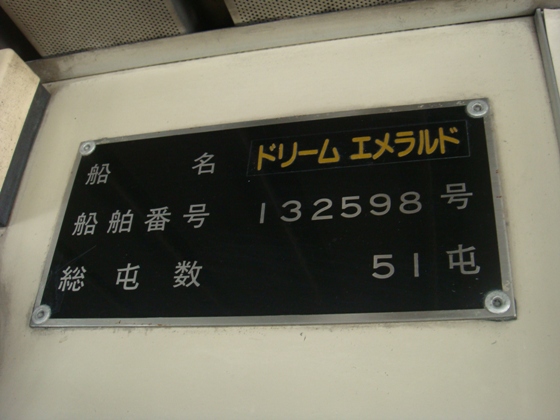 船名 ドリーム エメラルド
船舶番号 132598号
総屯数 51屯